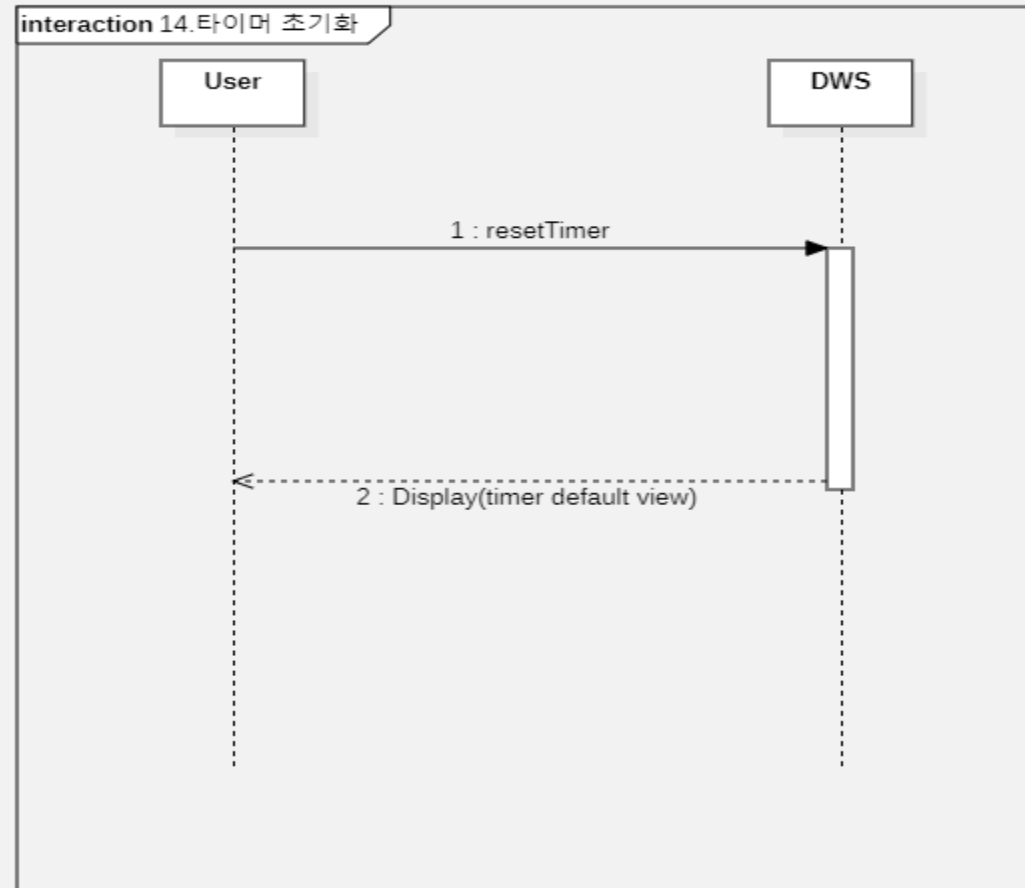 interaction 14.타이머 초기화
User
DWS
1 : resetTimer
2 : Display(timer default view)